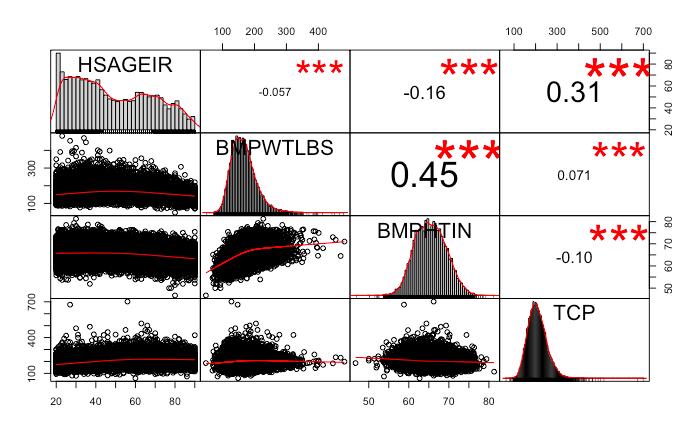 100 200 300 400
100 300 500 700
HSAGEIR
***
-0.057
***
-0.16
***
0.31
20 40 60 80
100 300
BMPWTLBS
***
0.45
***
0.071
BMPHTIN
***
-0.10
50 60 70 80
100 400 700
TCP
20 40 60 80
50 60 70 80